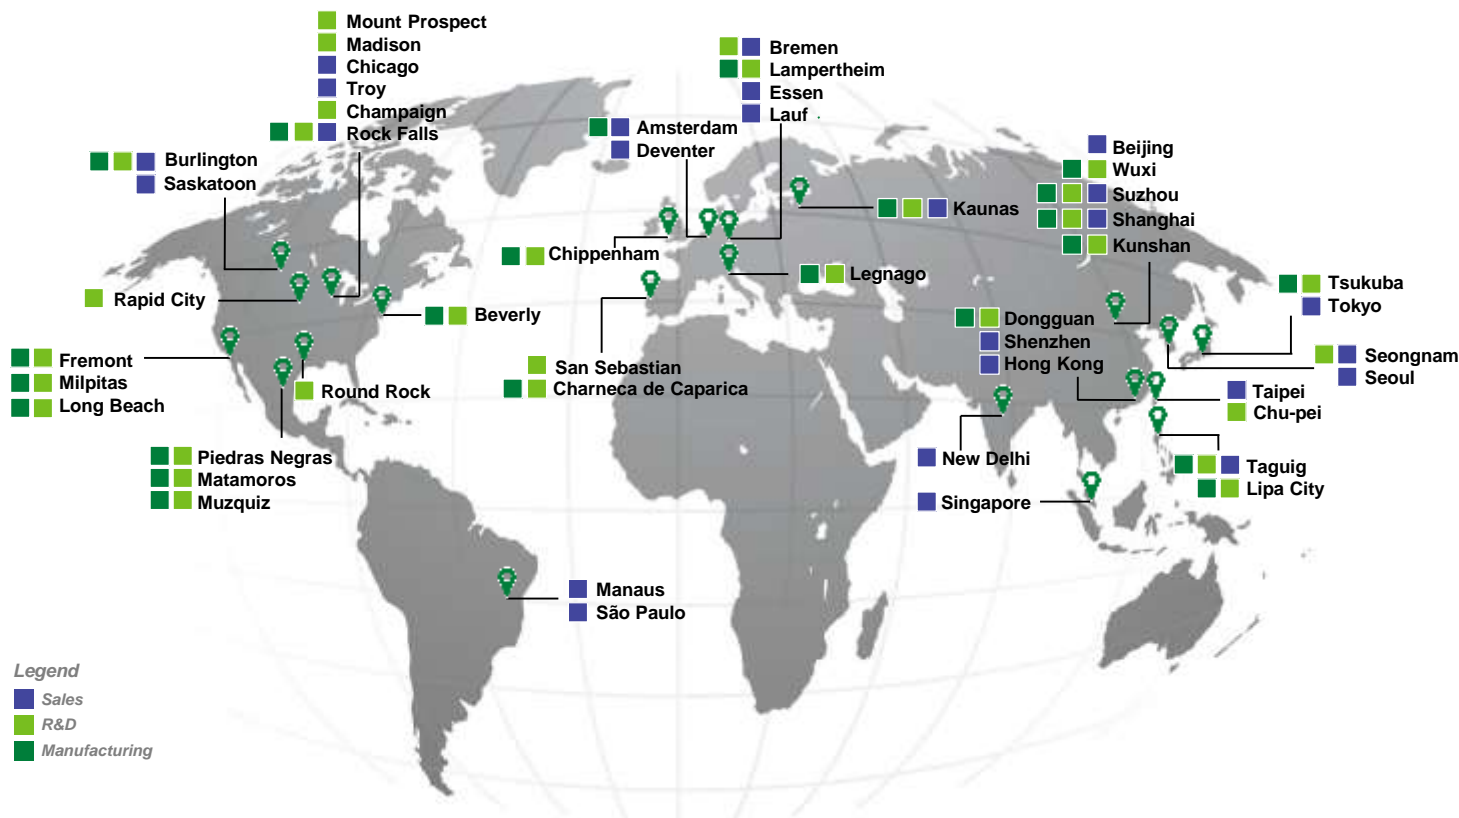 Mount Prospect
Madison
Chicago
Troy
Champaign
Rock Falls
Burlington
Saskatoon
Rapid City
Beverly
Fremont
Milpitas
Long Beach
Round Rock
Piedras Negras
Matamoros
Muzquiz
Manaus
São Paulo
Bremen
Lampertheim
Essen
Lauf
Amsterdam
Deventer
Kaunas
Chippenham
Legnago
San Sebastian
Charneca de Caparica
Beijing
Wuxi
Suzhou
Shanghai
Kunshan
Tsukuba
Tokyo
Dongguan
Shenzhen
Hong Kong
Seongnam
Seoul
Taipei
Chu-pei
New Delhi
Taguig
Lipa City
Singapore
Legend
Sales
R&D
Manufacturing